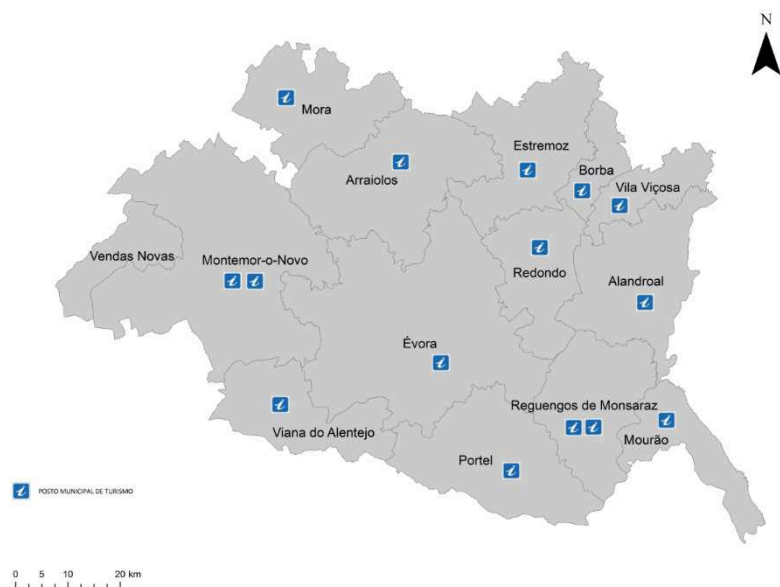 N
Mora
Estremoz
Arraiolos
Borba
Vila Viçosa
Vendas Novas
Montemor-o-Novo
Redondo
Alandroal
Évora
Reguengos de Monsaraz
Viana do Alentejo
Mourão
Portel
POSTO MUNICIPAL DE TURISMO
0 5 10 20 km